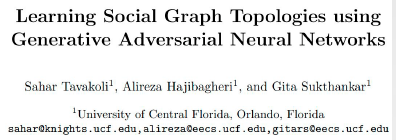 Learning Social Graph Topologies using
Generative Adversarial Neural Networks
Sahar Tavakoli¹, Alireza Hajibagheri¹, and Gita Sukthankar¹
¹University of Central Florida, Orlando, Florida
sahar@knights.ucf.edu,alireza@eecs.ucf.edu,gitars@eecs.ucf.edu